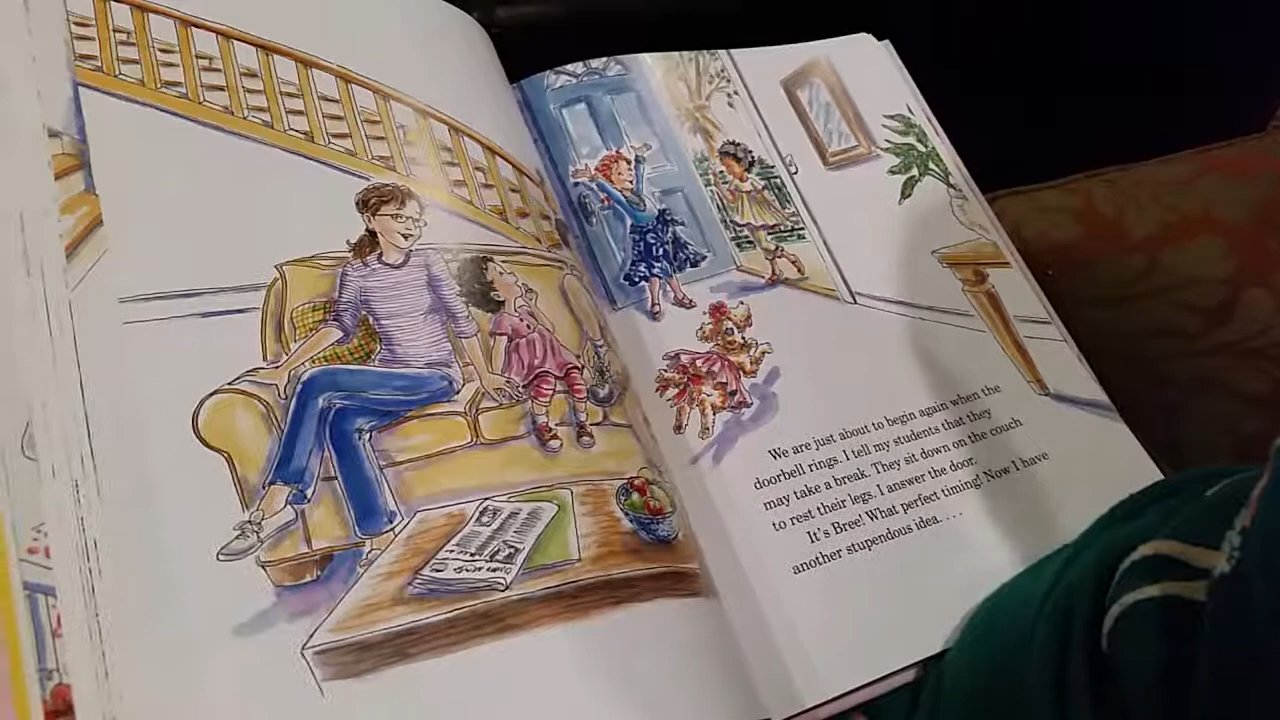 We are just about to begin again when the
doorbell rings. I tell my students that they
may take a break. They sit down on the couch
to rest their legs. I answer the door.
It's Bree! What perfect timing! Now I have
another stupendous idea. . . .